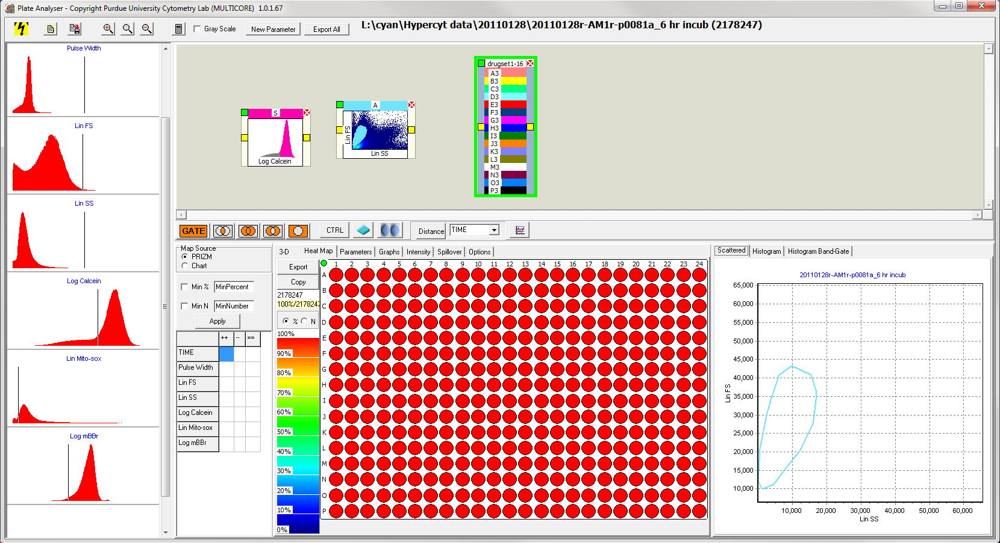 Plate Analyser - Copyright Purdue University Cytometry Lab (MULTICORE) 1.0.1.67
Gray Scale
New Parameter
Export All
L:\cyan\Hypercyt data\20110128\20110128r-AM1r-p0081a_6 hr incub (2178247)
Pulse Width
Lin FS
Lin SS
Log Calcein
Lin Mito-sox
Log mBBr
S
Log Calcein
A
Lin FS
Lin SS
drugset1-16
A3
B3
C3
D3
E3
F3
G3
H3
I3
J3
K3
L3
M3
N3
O3
P3
GATE
CTRL
Distance
TIME
Map Source
PRIZM
Chart
Min %
MinPercent
Min N
MinNumber
Apply
++ -- ==
TIME
Pulse Width
Lin FS
Lin SS
Log Calcein
Lin Mito-sox
Log mBBr
3-D Heat Map Parameters Graphs Intensity Spillover Options
Export
Copy
2178247
100%/2178247
% N
100%
90%
80%
70%
60%
50%
40%
30%
20%
10%
0%
1 2 3 4 5 6 7 8 9 10 11 12 13 14 15 16 17 18 19 20 21 22 23 24
A
B
C
D
E
F
G
H
I
J
K
L
M
N
O
P
Scattered Histogram Histogram Band-Gate
20110128r-AM1r-p0081a_6 hr incub
65,000
60,000
55,000
50,000
45,000
40,000
35,000
30,000
25,000
20,000
15,000
10,000
Lin FS
10,000 20,000 30,000 40,000 50,000 60,000
Lin SS